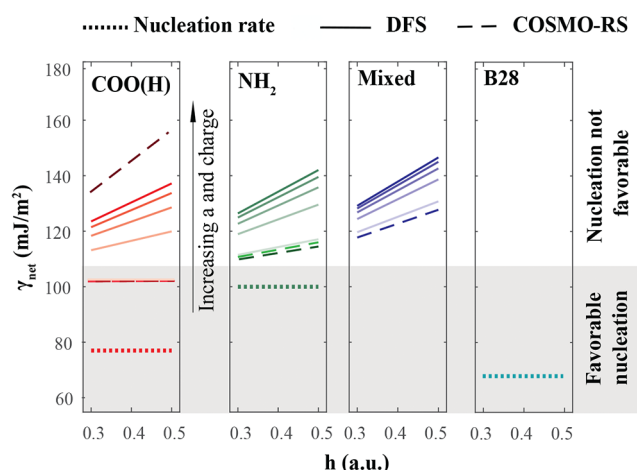 Nucleation rate DFS COSMO-RS
COO(H) NH2 Mixed B28
180
160
140
120
100
80
60
γnet (mJ/m²)
Increasing a and charge
Nucleation not
favorable
Favorable
nucleation
0.3 0.4 0.5 0.3 0.4 0.5 0.3 0.4 0.5 0.3 0.4 0.5
h (a.u.)